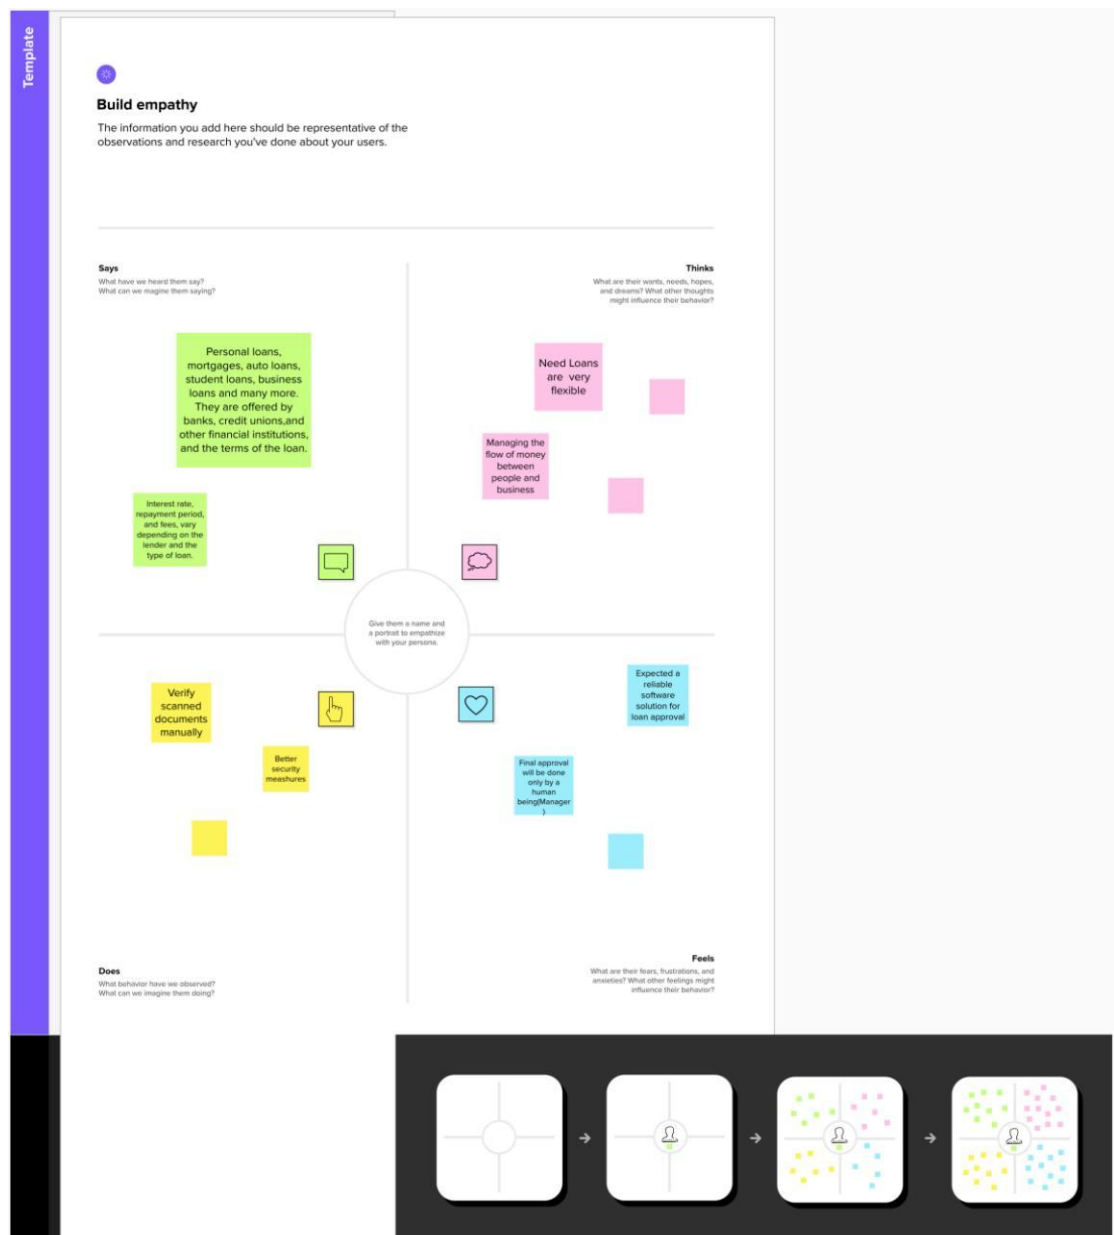 Template
Build empathy
The information you add here should be representative of the
observations and research you've done about your users.
Says
What have we heard them say?
What can we magine them saying?
Thinks
What are their wants, needs, hopes,
and dreams? What other thoughts
might influence their behavior?
Personal loans,
mortgages, auto loans,
student loans, business
loans and many more.
They are offered by
banks, credit unions,and
other financial institutions,
and the terms of the loan.
Need Loans
are very
flexible
Managing the
flow of money
between
people and
business
Interest rate,
repayment period,
and fees, vary
depending on the
lender and the
type of loan.
Give them a name and
a portrait to empathize
with your persona.
Verify
scanned
documents
manually
Better
security
meashures
Expected a
reliable
software
solution for
loan approval
Final approval
will be done
only by a
human
being(Manager
)
Does
What behavior have we observed?
What can we imagine them doing?
Feels
What are their fears, frustrations, and
anxieties? What other feelings might
influence their behavior?